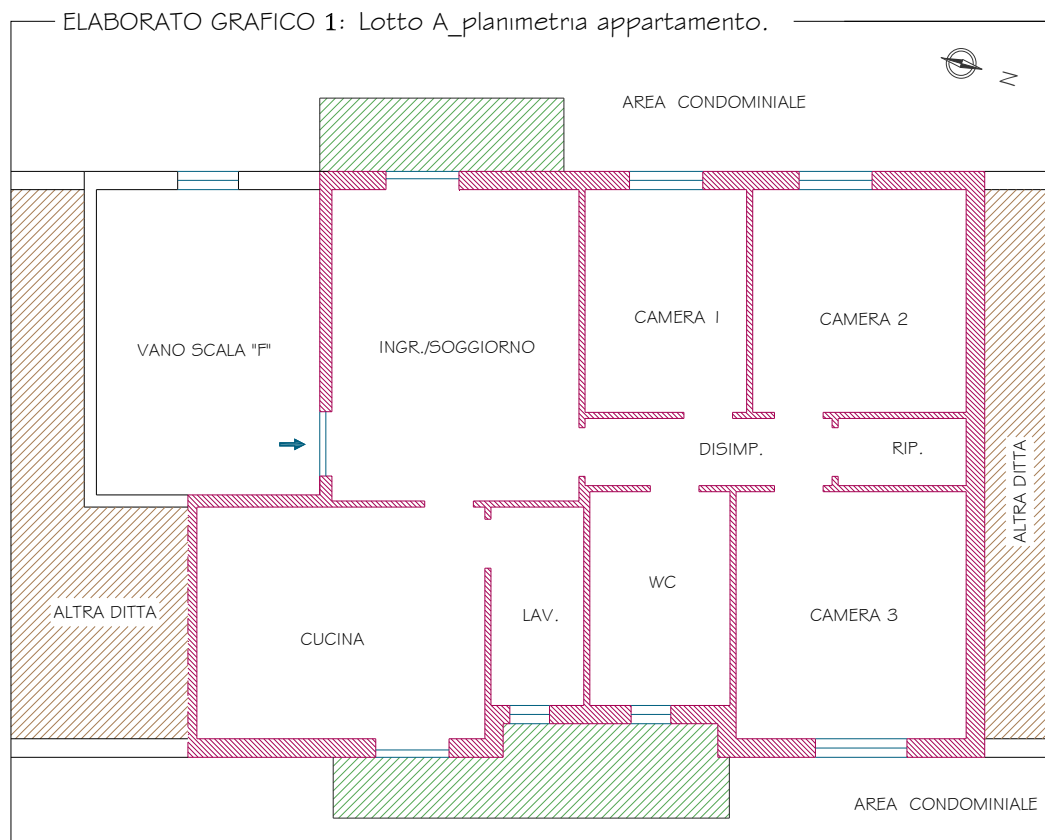 ELABORATO GRAFICO 1: Lotto A_planimetria appartamento.
N
AREA CONDOMINIALE
VANO SCALA "F"
INGR./SOGGIORNO
CAMERA 1
CAMERA 2
DISIMP.
RIP.
ALTRA DITTA
ALTRA DITTA
CUCINA
LAV.
WC
CAMERA 3
AREA CONDOMINIALE